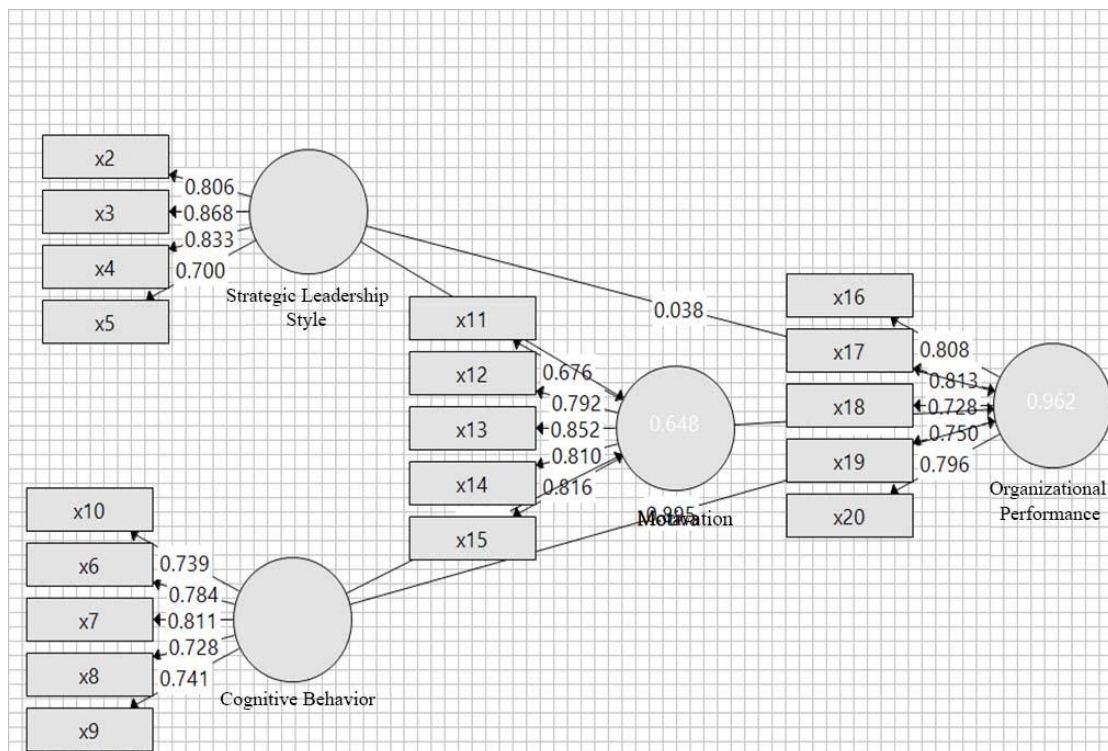 x2
x3
x4
x5
0.806
0.868
0.833
0.700
Strategic Leadership
Style
0.038
x11
x12
x13
x14
x15
0.676
0.792
0.852
0.810
0.816
0.648
Motivation
x16
x17
x18
x19
x20
0.808
0.813
0.728
0.750
0.796
0.962
Organizational
Performance
x10
x6
x7
x8
x9
0.739
0.784
0.811
0.728
0.741
Cognitive Behavior